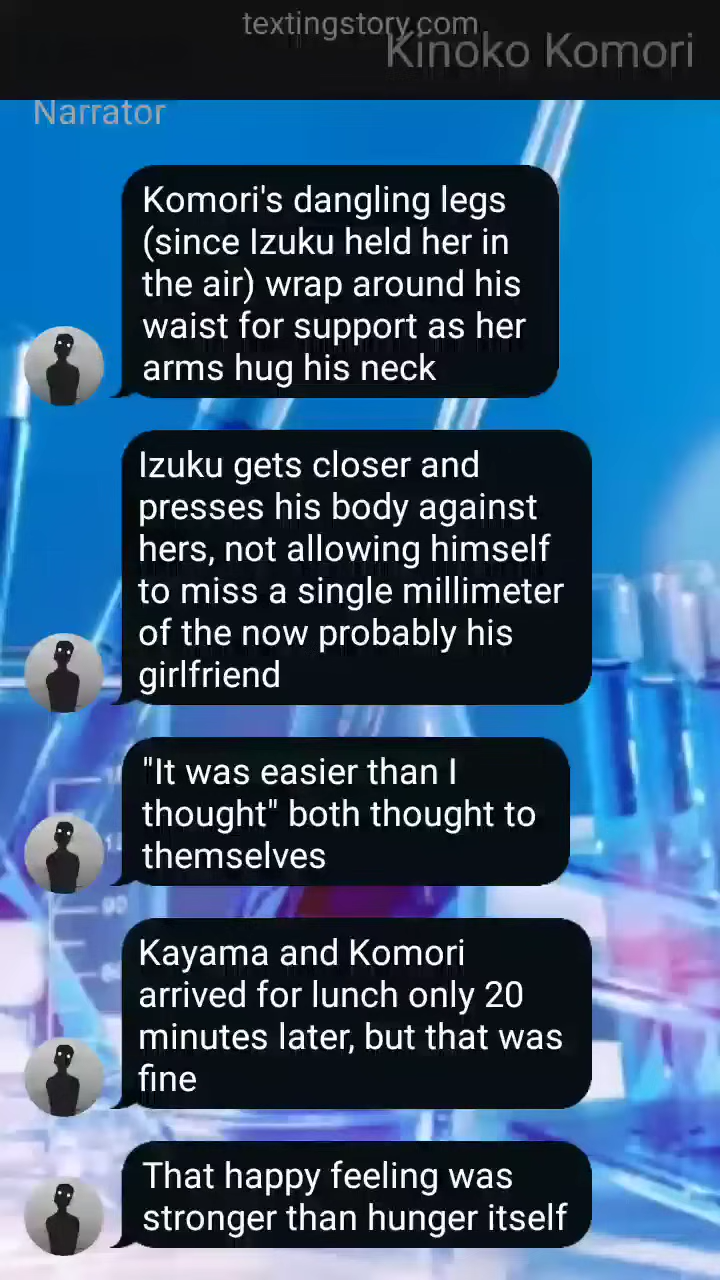 textingstory.com
Kinoko Komori
Narrator
Komori's dangling legs
(since Izuku held her in
the air) wrap around his
waist for support as her
arms hug his neck
Izuku gets closer and
presses his body against
hers, not allowing himself
to miss a single millimeter
of the now probably his
girlfriend
"It was easier than I
thought" both thought to
themselves
Kayama and Komori
arrived for lunch only 20
minutes later, but that was
fine
That happy feeling was
stronger than hunger itself